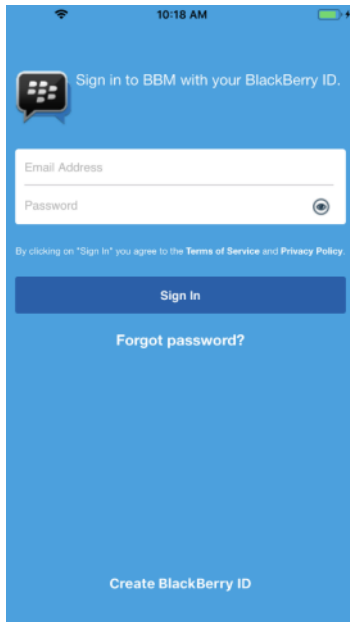 10:18 AM
Sign in to BBM with your BlackBerry ID.
Email Address
Password
By clicking on "Sign In" you agree to the Terms of Service and Privacy Policy.
Sign In
Forgot password?
Create BlackBerry ID